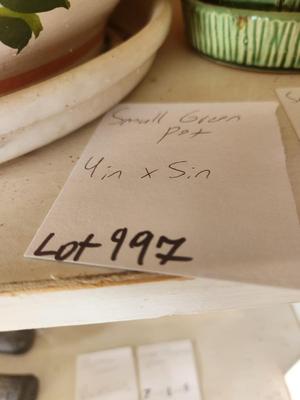 Small Green
Pot
4in x 5in
Lot 997